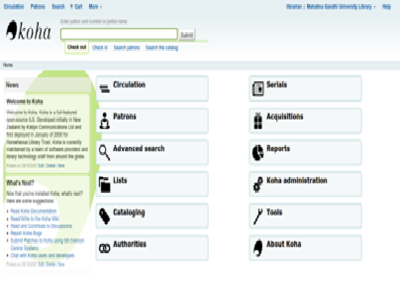 Circulation Patrons Search Cart More
librarian | Mahatma Gandhi University Library Help
koha
Enter patron card number or partial name:
Submit
Check out Check in Search patrons Search the catalog
Home
News
Welcome to Koha
Welcome to Koha. Koha is a full-featured
open-source ILS. Developed initially in New
Zealand by Katipo Communications Ltd and
first deployed in January of 2000 for
Horowhenua Library Trust, Koha is currently
maintained by a team of software providers and
library technology staff from around the globe.
Edit Delete New
What's Next?
Now that you've installed Koha, what's next?
Here are some suggestions:
Read Koha Documentation
Read/Write to the Koha Wiki
Read and Contribute to Discussions
Report Koha Bugs
Submit Patches to Koha using Git (Version
Control System)
Chat with Koha users and developers
Edit Delete New
Circulation
Patrons
Advanced search
Lists
Cataloging
Authorities
Serials
Acquisitions
Reports
Koha administration
Tools
About Koha